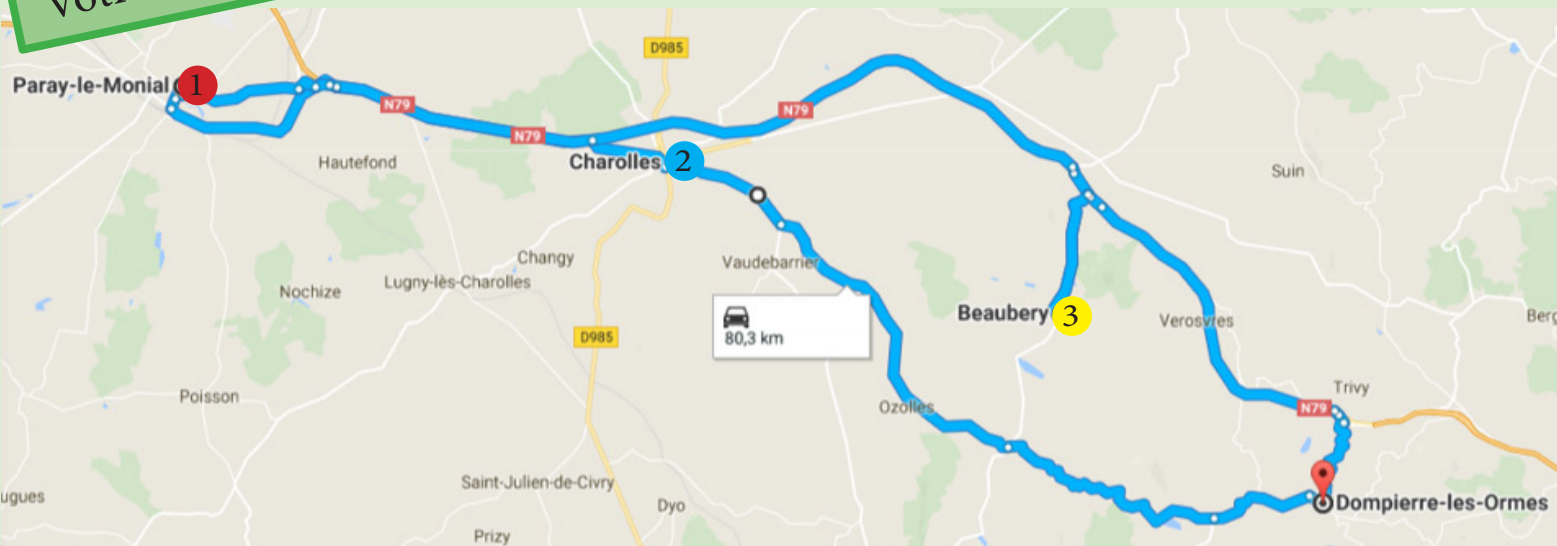 D985
Paray-le-Monial 1
N79
N79
N79
Hautefond
Charolles 2
Suin
Changy
Vaudebarrier
Lugny-lès-Charolles
Nochize
80,3 km
Beaubery 3
Verosvres
D985
Poisson
Trivy
Ozolles
N79
Saint-Julien-de-Civry
Dyo
Dompierre-les-Ormes
Prizy